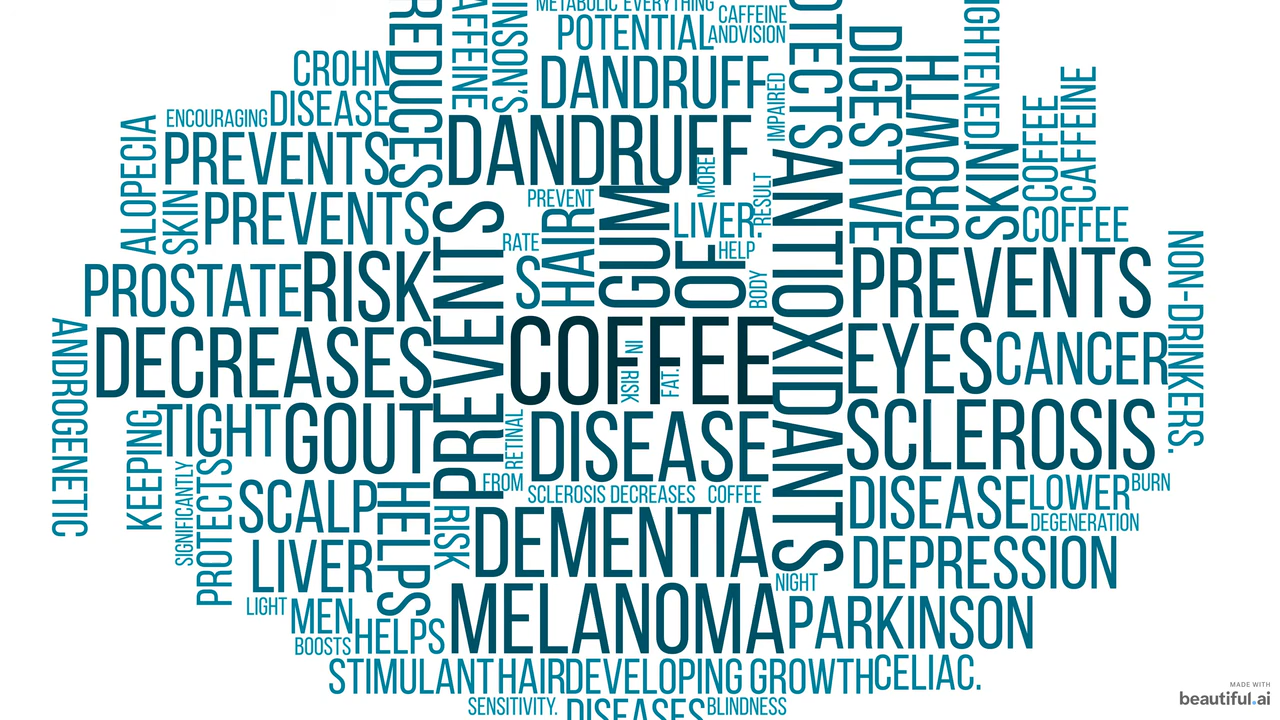 METABOLIC EVERYTHING
CAFFEINE
POTENTIAL
ANDVISION
CROHN
REDUCES
DANDRUFF
IMPAIRED
DIGESTIVE
GROWTH
ENCOURAGING
DISEASE
ALOPECIA
PREVENTS
DANDRUFF
MORE
SKIN
COFFEE
CAFFEINE
SKIN
PREVENTS
PREVENT
HAIR
GUM
LIVER.
RESULT
ANTIOXIDANTS
COFFEE
RATE
S
OF
HELP
BODY
PROSTATE
RISK
PREVENTS
PREVENTS
NON-DRINKERS.
ANDROGENETIC
DECREASES
COFFEE
IN
RISK
FAT.
EYES
CANCER
KEEPING
TIGHT
GOUT
RETINAL
DISEASE
SCLEROSIS
SIGNIFICANTLY
PROTECTS
SCALP
HELPS
RISK
FROM
SCLEROSIS DECREASES
COFFEE
DISEASE
LOWER
BURN
DEGENERATION
LIVER
DEMENTIA
DEPRESSION
NIGHT
LIGHT
MEN
BOOSTS
HELPS
MELANOMA
PARKINSON
STIMULANT
HAIR
DEVELOPING
GROWTH
CELIAC.
SENSITIVITY.
DISEASES
BLINDNESS
MADE WITH
beautiful.ai